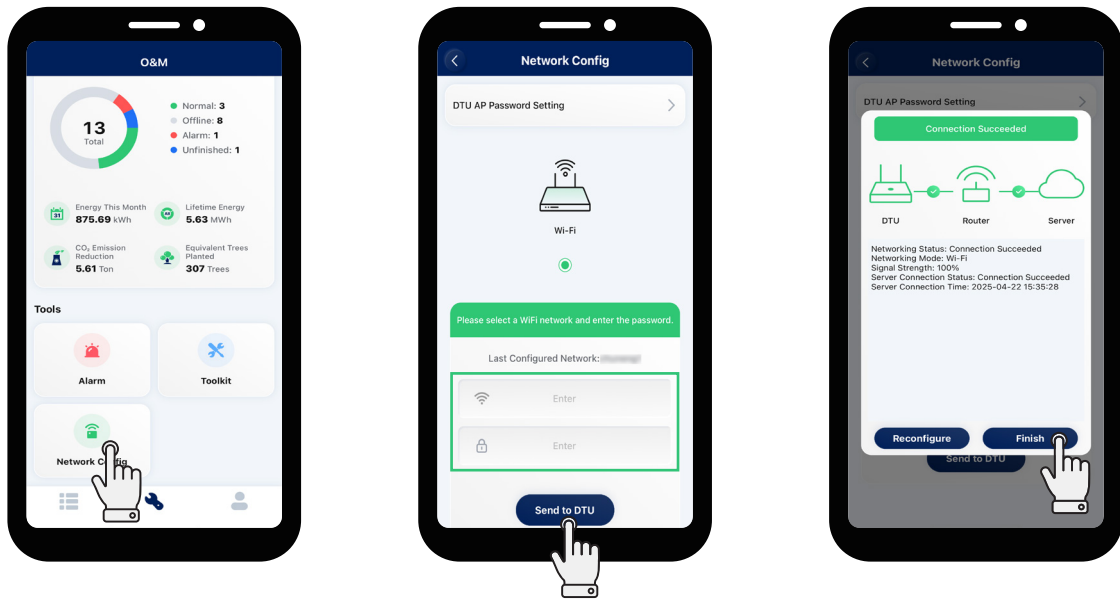 O&M
13
Total
Normal: 3
Offline: 8
Alarm: 1
Unfinished: 1
31
Energy This Month
875.69 kWh
Lifetime Energy
5.63 MWh
CO₂ Emission
Reduction
5.61 Ton
Equivalent Trees
Planted
307 Trees
Tools
Alarm
Toolkit
Network Config
Network Config
DTU AP Password Setting
Wi-Fi
Please select a WiFi network and enter the password.
Last Configured Network:
Enter
Enter
Send to DTU
Network Config
DTU AP Password Setting
Connection Succeeded
DTU
Router
Server
Networking Status: Connection Succeeded
Networking Mode: Wi-Fi
Signal Strength: 100%
Server Connection Status: Connection Succeeded
Server Connection Time: 2025-04-22 15:35:28
Reconfigure
Finish
Send to DTU